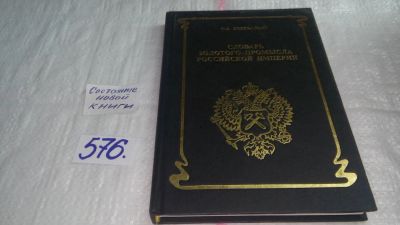 СЛОВАРЬ
ЗОЛОТОГО ПРОМЫСЛА
РОССИЙСКОЙ ИМПЕРИИ
Состояние
новой
книги
576.